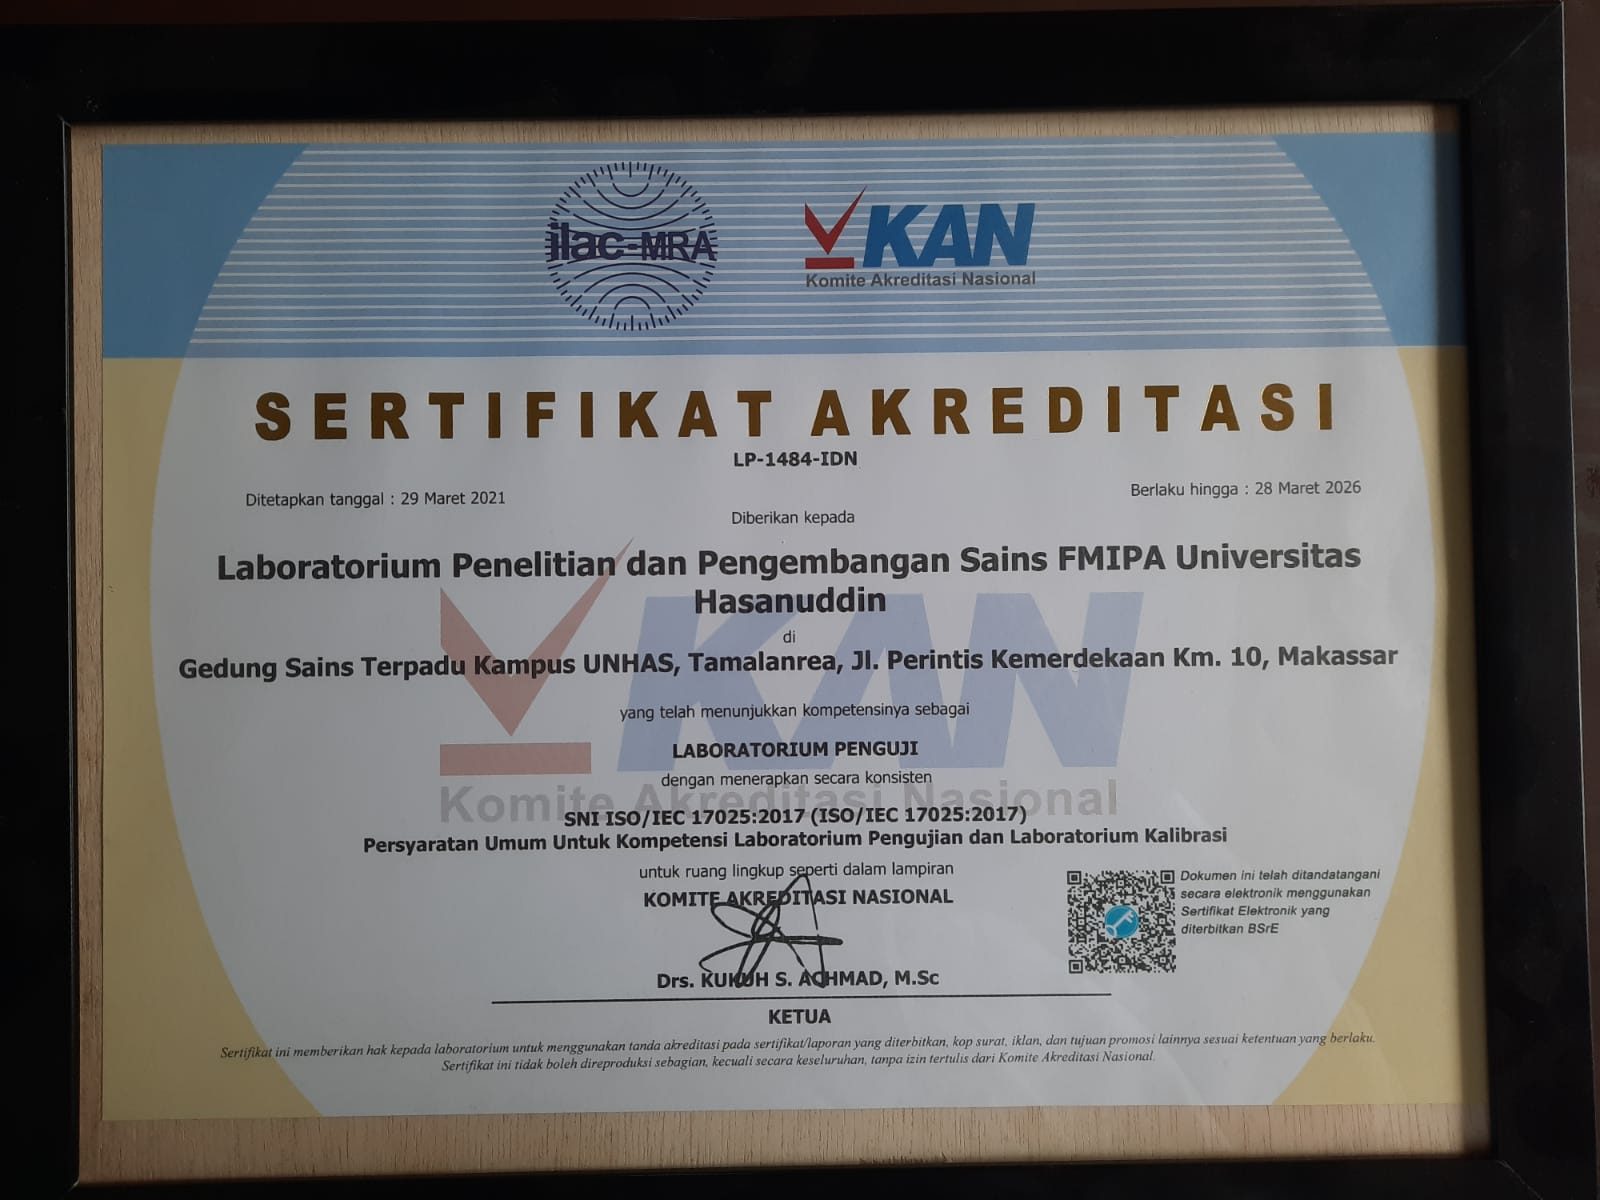 ilac-MRA
KAN
Komite Akreditasi Nasional
SERTIFIKAT AKREDITASI
LP-1484-IDN
Ditetapkan tanggal : 29 Maret 2021
Berlaku hingga : 28 Maret 2026
Diberikan kepada
Laboratorium Penelitian dan Pengembangan Sains FMIPA Universitas
Hasanuddin
di
Gedung Sains Terpadu Kampus UNHAS, Tamalanrea, Jl. Perintis Kemerdekaan Km. 10, Makassar
yang telah menunjukkan kompetensinya sebagai
LABORATORIUM PENGUJI
dengan menerapkan secara konsisten
KAN
Komite Akreditasi Nasional
SNI ISO/IEC 17025:2017 (ISO/IEC 17025:2017)
Persyaratan Umum Untuk Kompetensi Laboratorium Pengujian dan Laboratorium Kalibrasi
untuk ruang lingkup seperti dalam lampiran
KOMITE AKREDITASI NASIONAL
Drs. KUKUH S. ACHMAD, M.Sc
KETUA
Dokumen ini telah ditandatangani
secara elektronik menggunakan
Sertifikat Elektronik yang
diterbitkan BSrE
Sertifikat ini memberikan hak kepada laboratorium untuk menggunakan tanda akreditasi pada sertifikat/laporan yang diterbitkan, kop surat, iklan, dan tujuan promosi lainnya sesuai ketentuan yang berlaku.
Sertifikat ini tidak boleh direproduksi sebagian, kecuali secara keseluruhan, tanpa izin tertulis dari Komite Akreditasi Nasional.